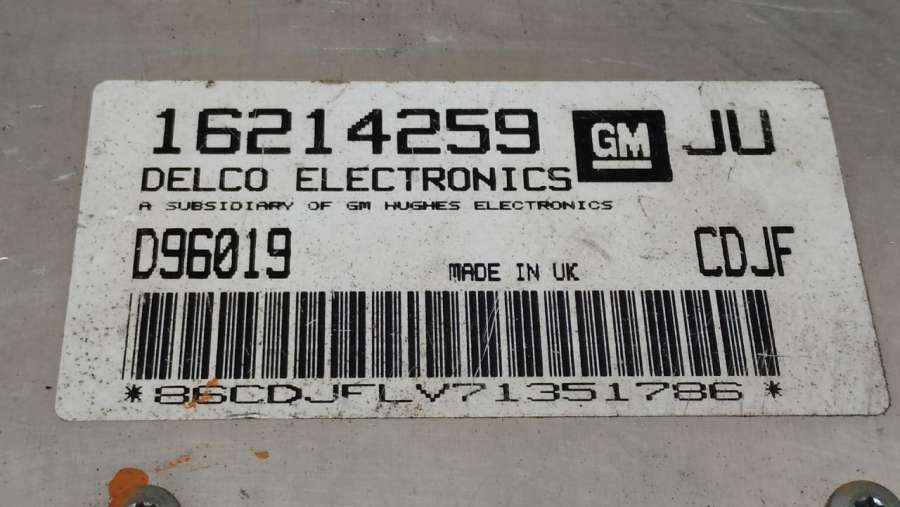 16214259 GM JU
DELCO ELECTRONICS
A SUBSIDIARY OF GM HUGHES ELECTRONICS
D96019 MADE IN UK CDJF
*86CDJFLV71351786*